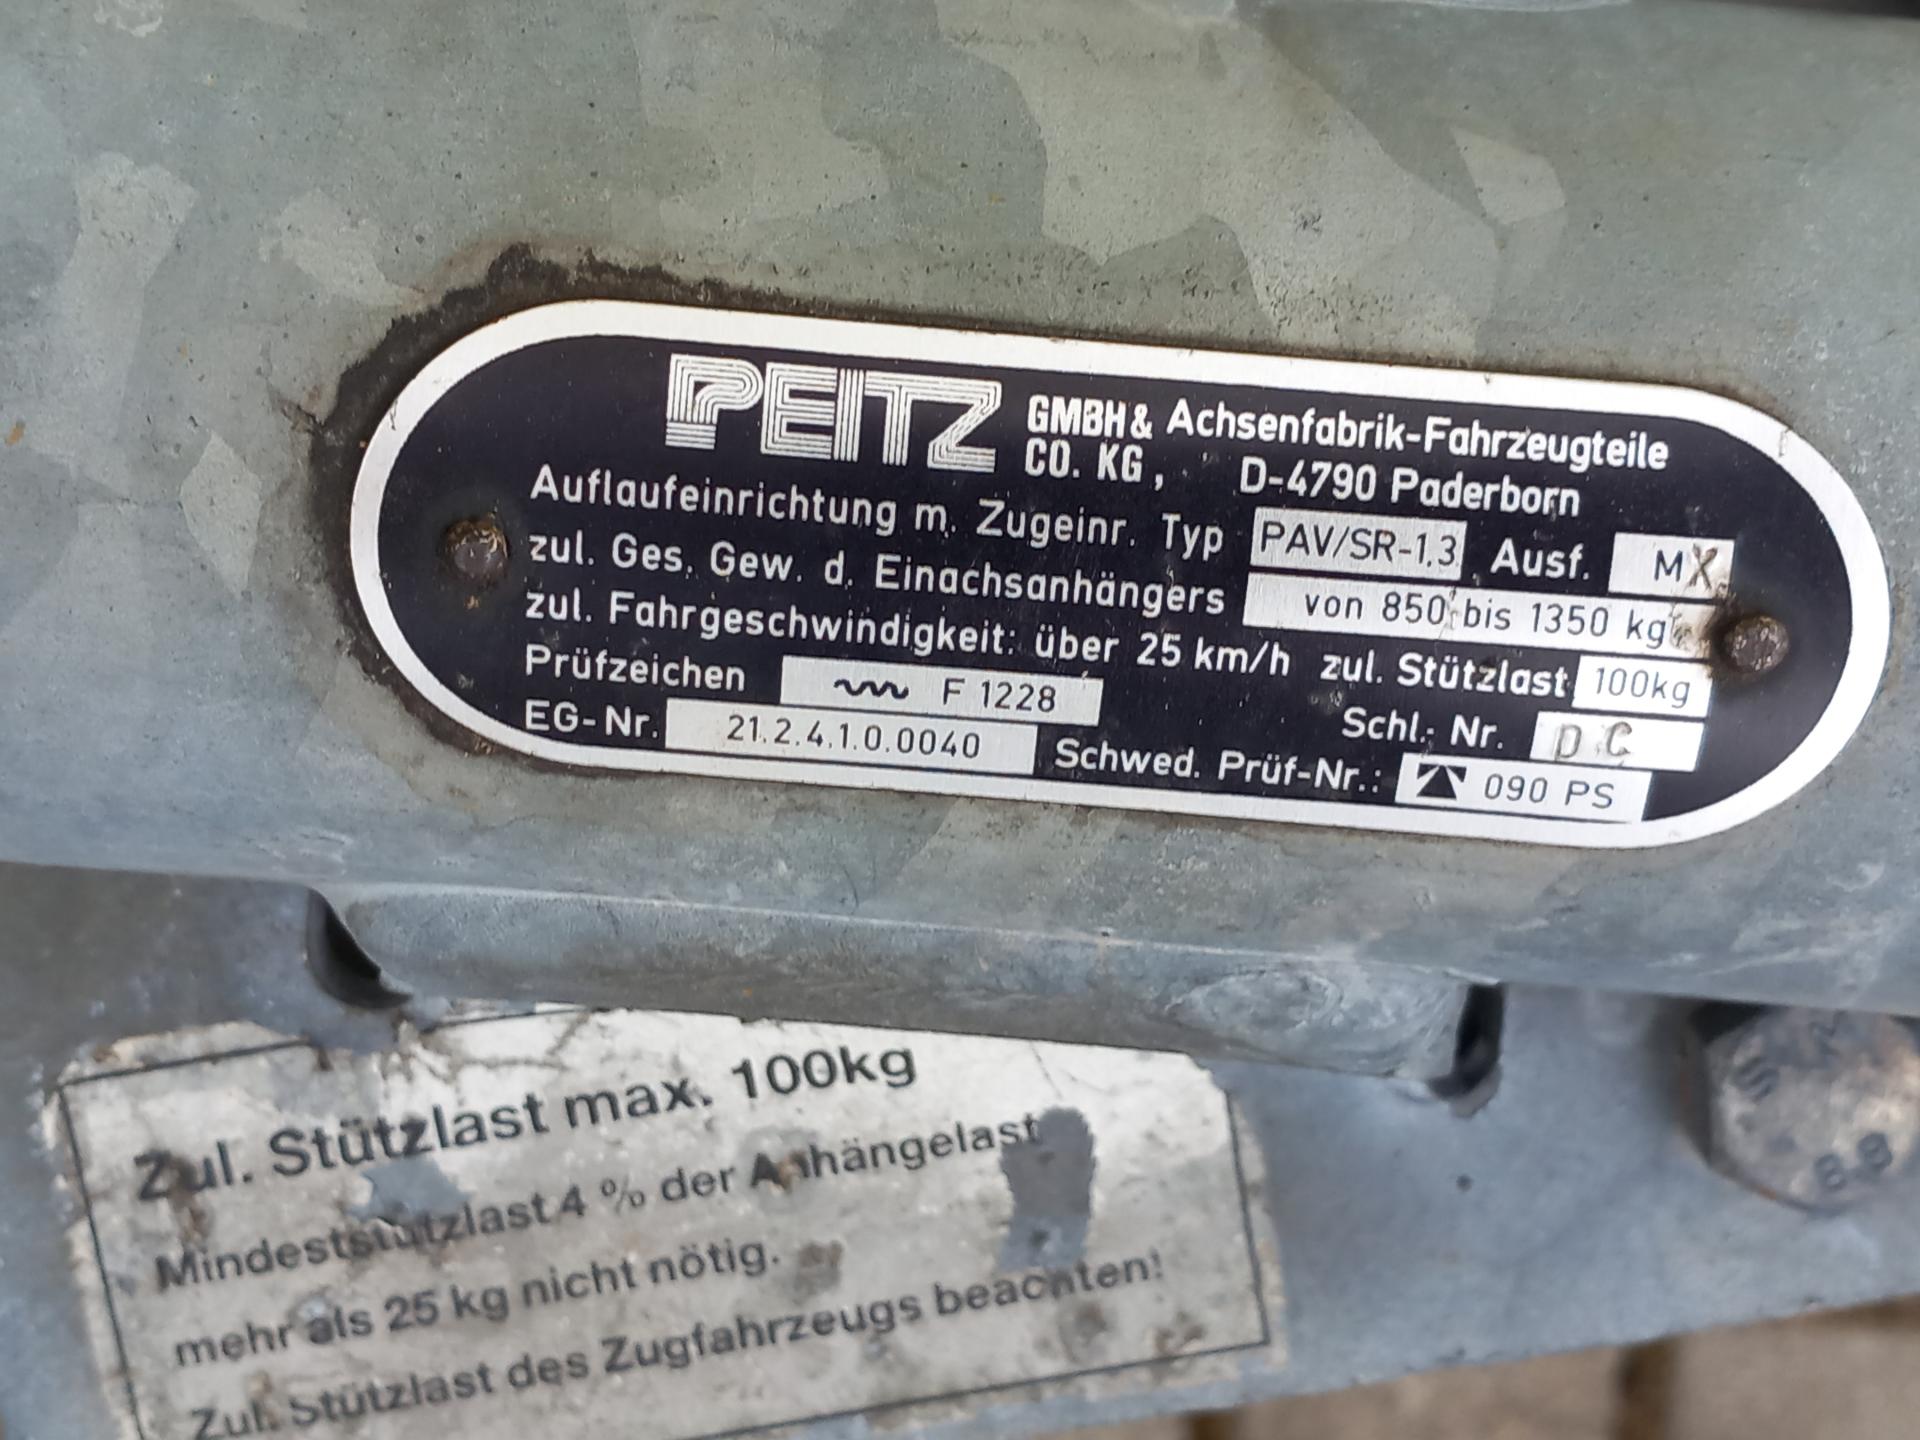 PEITZ GMBH & CO. KG, Achsenfabrik-Fahrzeugteile
D-4790 Paderborn
Auflaufeinrichtung m. Zugeinr. Typ PAV/SR-1,3 Ausf. MX
zul. Ges. Gew. d. Einachsanhängers von 850 bis 1350 kg
zul. Fahrgeschwindigkeit: über 25 km/h zul. Stützlast 100kg
Prüfzeichen F 1228 Schl.- Nr. DC
EG-Nr. 21.2.4.1.0.0040 Schwed. Prüf-Nr.: 090 PS
Zul. Stützlast max. 100kg
Mindeststützlast 4 % der Anhängelast
mehr als 25 kg nicht nötig.
Zul. Stützlast des Zugfahrzeugs beachten!
8.8